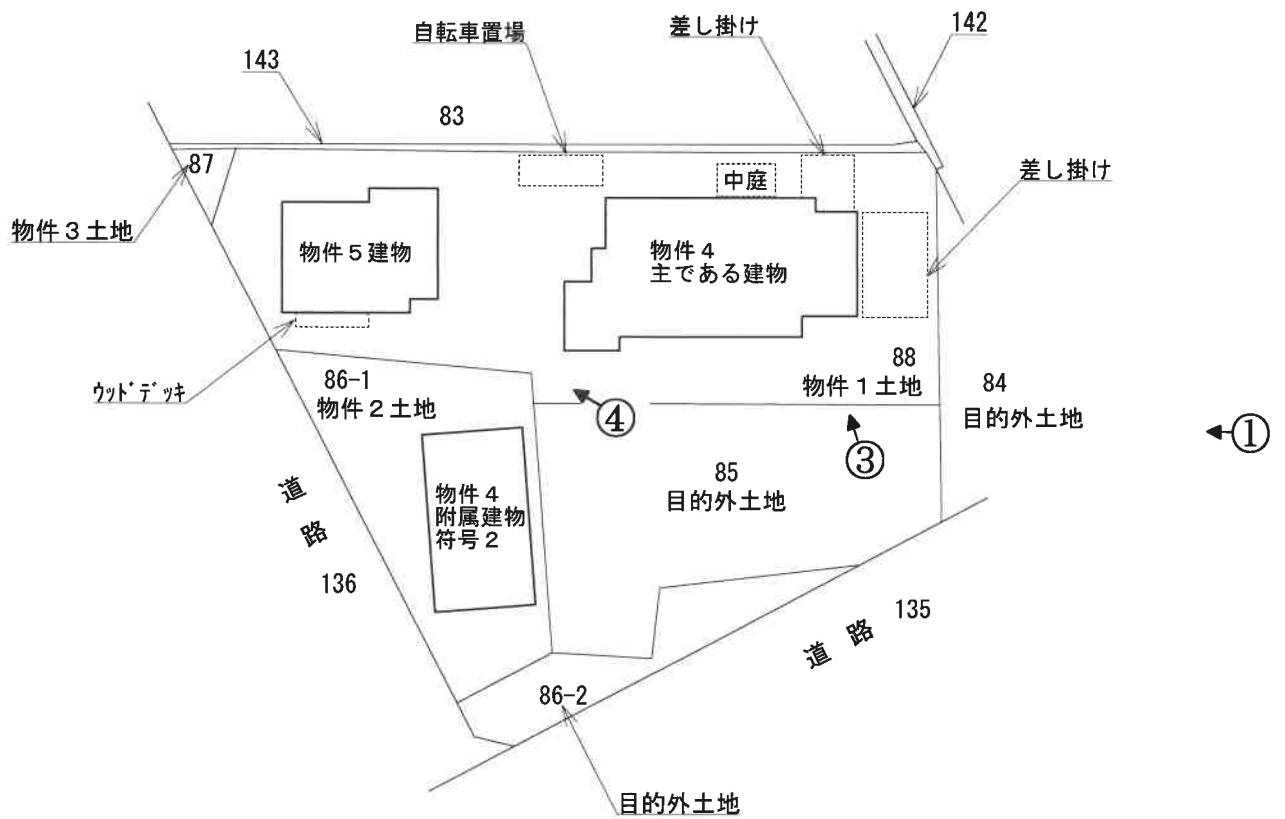 自転車置場
差し掛け
142
143
83
87
中庭
差し掛け
物件3土地
物件5建物
物件4
主である建物
ウッドデッキ
86-1
物件2土地
88
物件1土地
84
目的外土地
①
④
③
85
目的外土地
物件4
附属建物
符号2
道路
136
135
道路
86-2
目的外土地